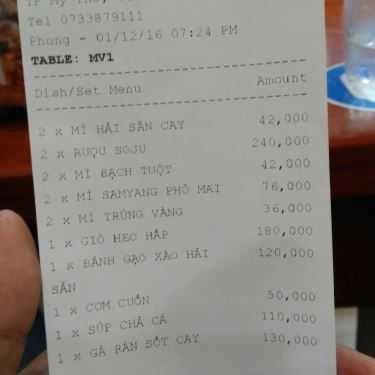 TP Mỹ Tho,
Tel 0733879111
Phong - 01/12/16 07:24 PM
TABLE: MV1
Dish/Set Menu Amount
2 x MÌ HẢI SẢN CAY 42,000
2 x RƯỢU SOJU 240,000
2 x MÌ BẠCH TUỘT 42,000
2 x MÌ SAMYANG PHÔ MAI 76,000
2 x MÌ TRỨNG VÀNG 36,000
1 x GIÒ HEO HẤP 180,000
1 x BÁNH GẠO XÀO HẢI 120,000
SẢN
1 x CƠM CUỒN 50,000
1 x SÚP CHẢ CÁ 110,000
1 x GÀ RÁN SỐT CAY 130,000